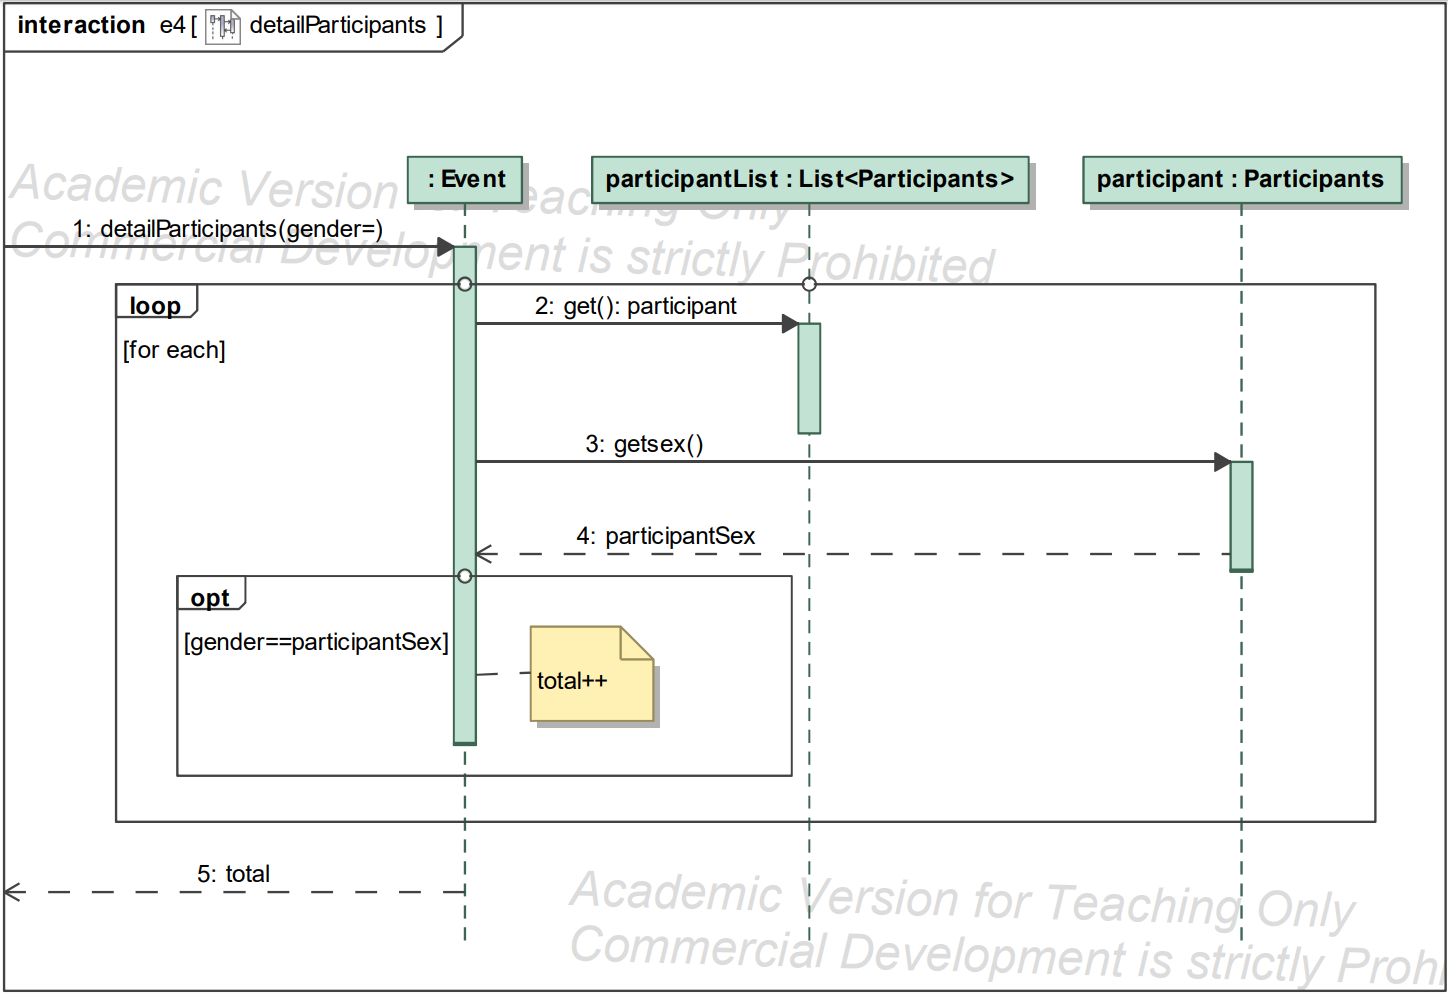 interaction e4 [ detailParticipants ]
Academic Version for Teaching Only
Commercial Development is strictly Prohibited
: Event
participantList : List<Participants>
participant : Participants
1: detailParticipants(gender=)
loop
[for each]
2: get(): participant
3: getsex()
4: participantSex
opt
[gender==participantSex]
total++
5: total
Academic Version for Teaching Only
Commercial Development is strictly Prohi